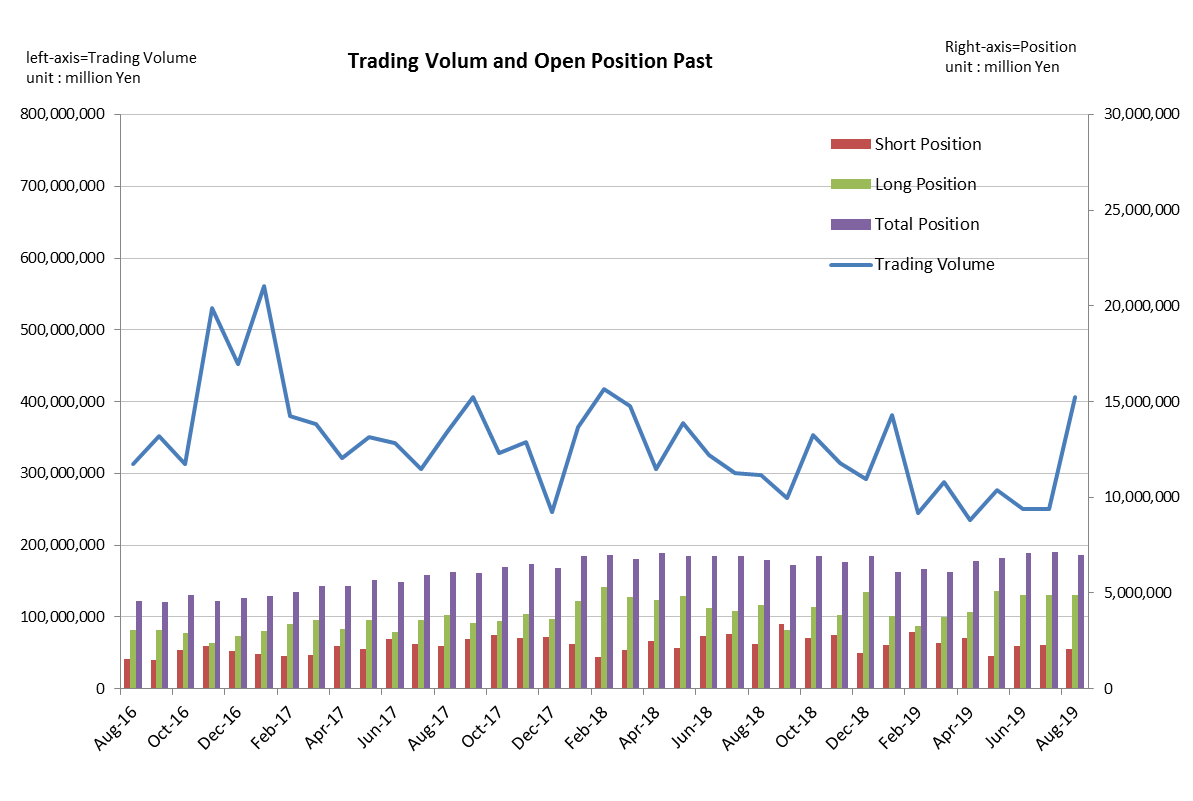 left-axis=Trading Volume
unit : million Yen
Trading Volum and Open Position Past
Right-axis=Position
unit : million Yen
800,000,000
700,000,000
600,000,000
500,000,000
400,000,000
300,000,000
200,000,000
100,000,000
0
30,000,000
25,000,000
20,000,000
15,000,000
10,000,000
5,000,000
0
Short Position
Long Position
Total Position
Trading Volume
Aug-16
Oct-16
Dec-16
Feb-17
Apr-17
Jun-17
Aug-17
Oct-17
Dec-17
Feb-18
Apr-18
Jun-18
Aug-18
Oct-18
Dec-18
Feb-19
Apr-19
Jun-19
Aug-19